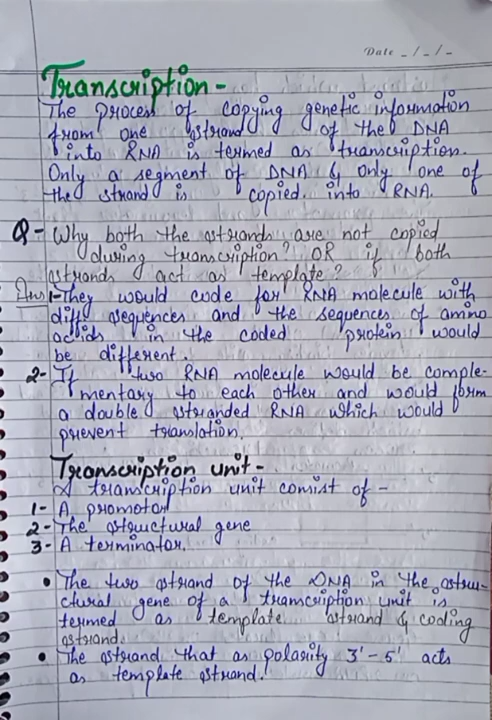 Date _/_/_
Transcription -
The process of copying genetic information
from one strand of the DNA
into RNA is termed as transcription.
Only a segment of DNA & only one of
the strand is copied. into RNA.
Q- Why both the strands are not copied
during transcription? OR if both
strands act as template?
Ans 1- They would code for RNA molecule with
diff. sequences and the sequences of amino
acids in the coded protein would
be different.
2- If two RNA molecule would be comple-
mentary to each other and would form
a double stranded RNA which would
prevent translation.
Transcription unit -
A transcription unit consist of -
1- A promotor
2- The structural gene
3- A terminator.
• The two strand of the DNA in the struc-
ctural gene of a transcription unit is
termed as template strand & coding
strand.
• The strand that as polarity 3'-5' acts
as template strand.